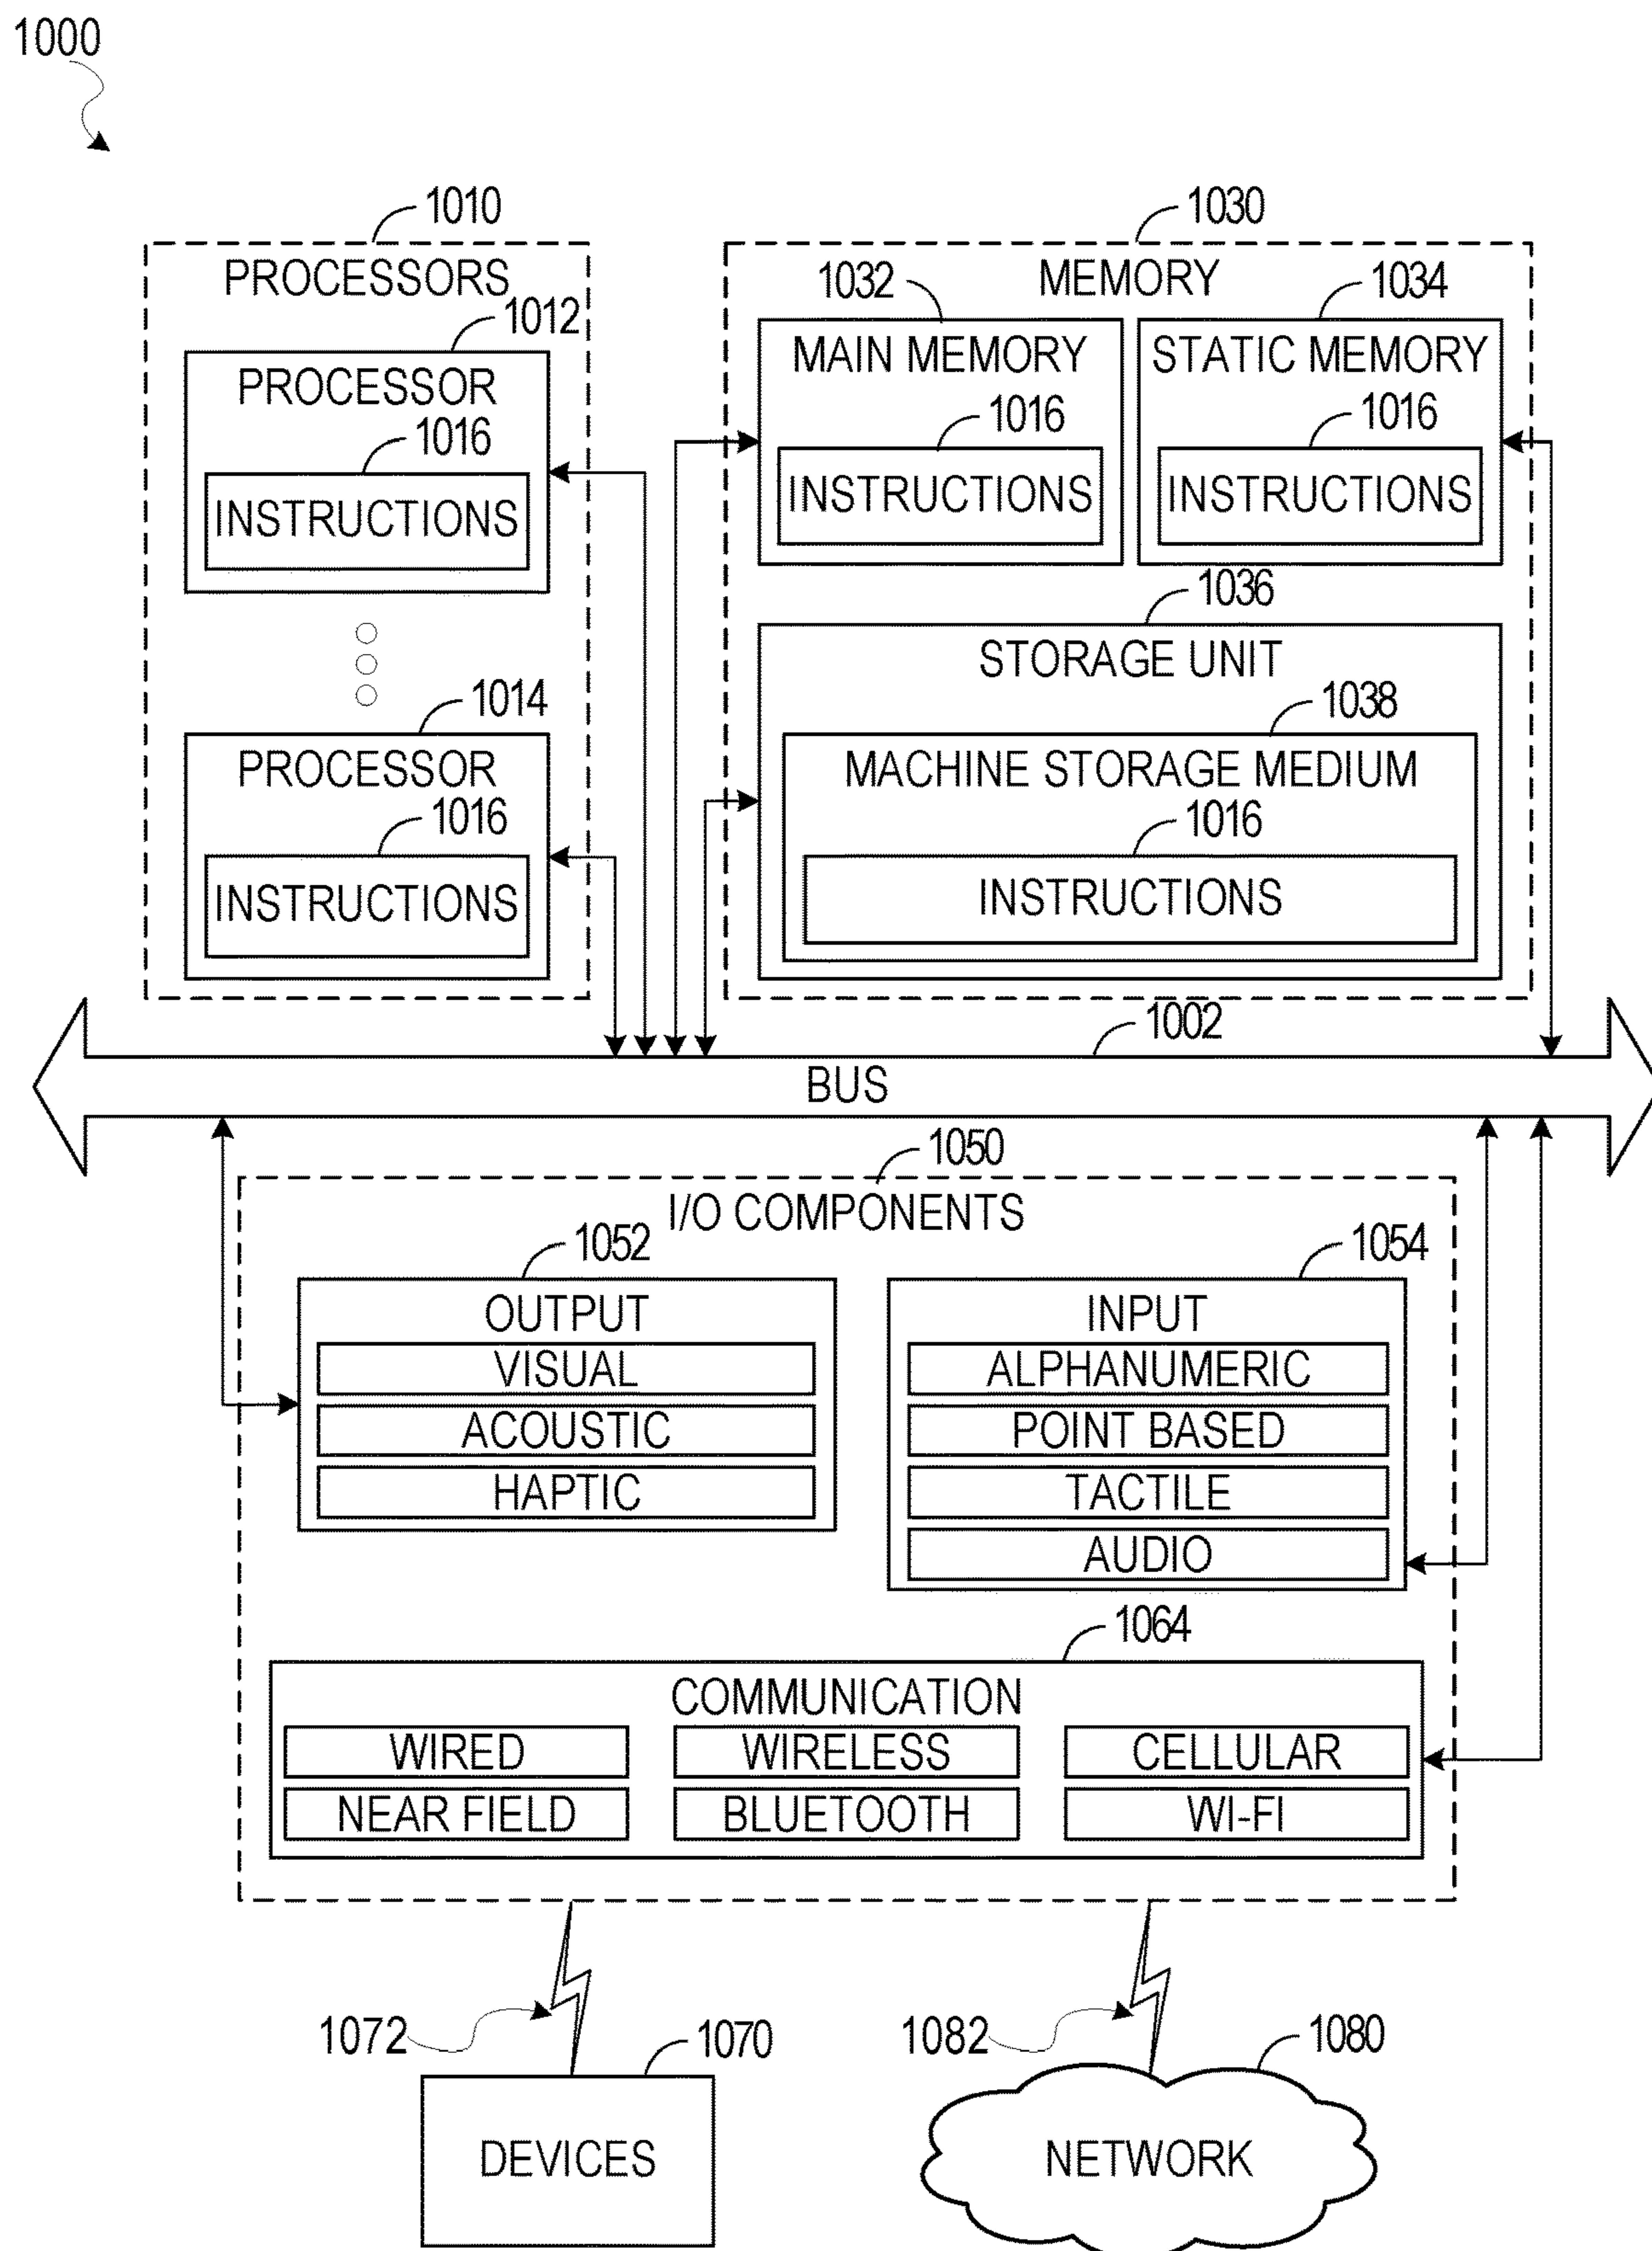 1000
1010
PROCESSORS
1012
PROCESSOR
1016
INSTRUCTIONS
1014
PROCESSOR
1016
INSTRUCTIONS
1030
MEMORY
1032
MAIN MEMORY
1016
INSTRUCTIONS
1034
STATIC MEMORY
1016
INSTRUCTIONS
1036
STORAGE UNIT
1038
MACHINE STORAGE MEDIUM
1016
INSTRUCTIONS
1002
BUS
1050
I/O COMPONENTS
1052
OUTPUT
VISUAL
ACOUSTIC
HAPTIC
1054
INPUT
ALPHANUMERIC
POINT BASED
TACTILE
AUDIO
1064
COMMUNICATION
WIRED
WIRELESS
CELLULAR
NEAR FIELD
BLUETOOTH
WI-FI
1072
1070
DEVICES
1082
1080
NETWORK